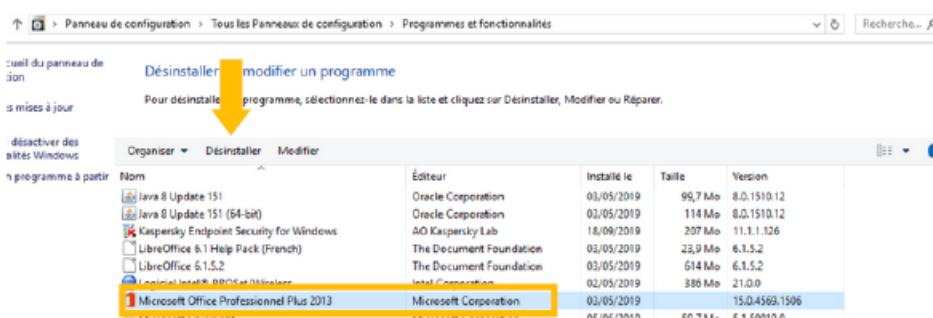 Panneau de configuration > Tous les Panneaux de configuration > Programmes et fonctionnalités
Recherche...
cueil du panneau de
tion
Désinstaller modifier un programme
s mises à jour
Pour désinstalle programme, sélectionnez-le dans la liste et cliquez sur Désinstaller, Modifier ou Réparer.
désactiver des
alités Windows
Organiser Désinstaller Modifier
n programme à partir
Nom Éditeur Installé le Taille Version
Java 8 Update 151 Oracle Corporation 03/05/2019 99,7 Mo 8.0.1510.12
Java 8 Update 151 (64-bit) Oracle Corporation 03/05/2019 114 Mo 8.0.1510.12
Kaspersky Endpoint Security for Windows AO Kaspersky Lab 18/09/2019 207 Mo 11.1.1.126
LibreOffice 6.1 Help Pack (French) The Document Foundation 03/05/2019 23,9 Mo 6.1.5.2
LibreOffice 6.1.5.2 The Document Foundation 03/05/2019 614 Mo 6.1.5.2
Logiciel Intel® PROSet/Wireless Intel Corporation 02/05/2019 386 Mo 21.0.0
Microsoft Office Professionnel Plus 2013 Microsoft Corporation 03/05/2019 15.0.4569.1506